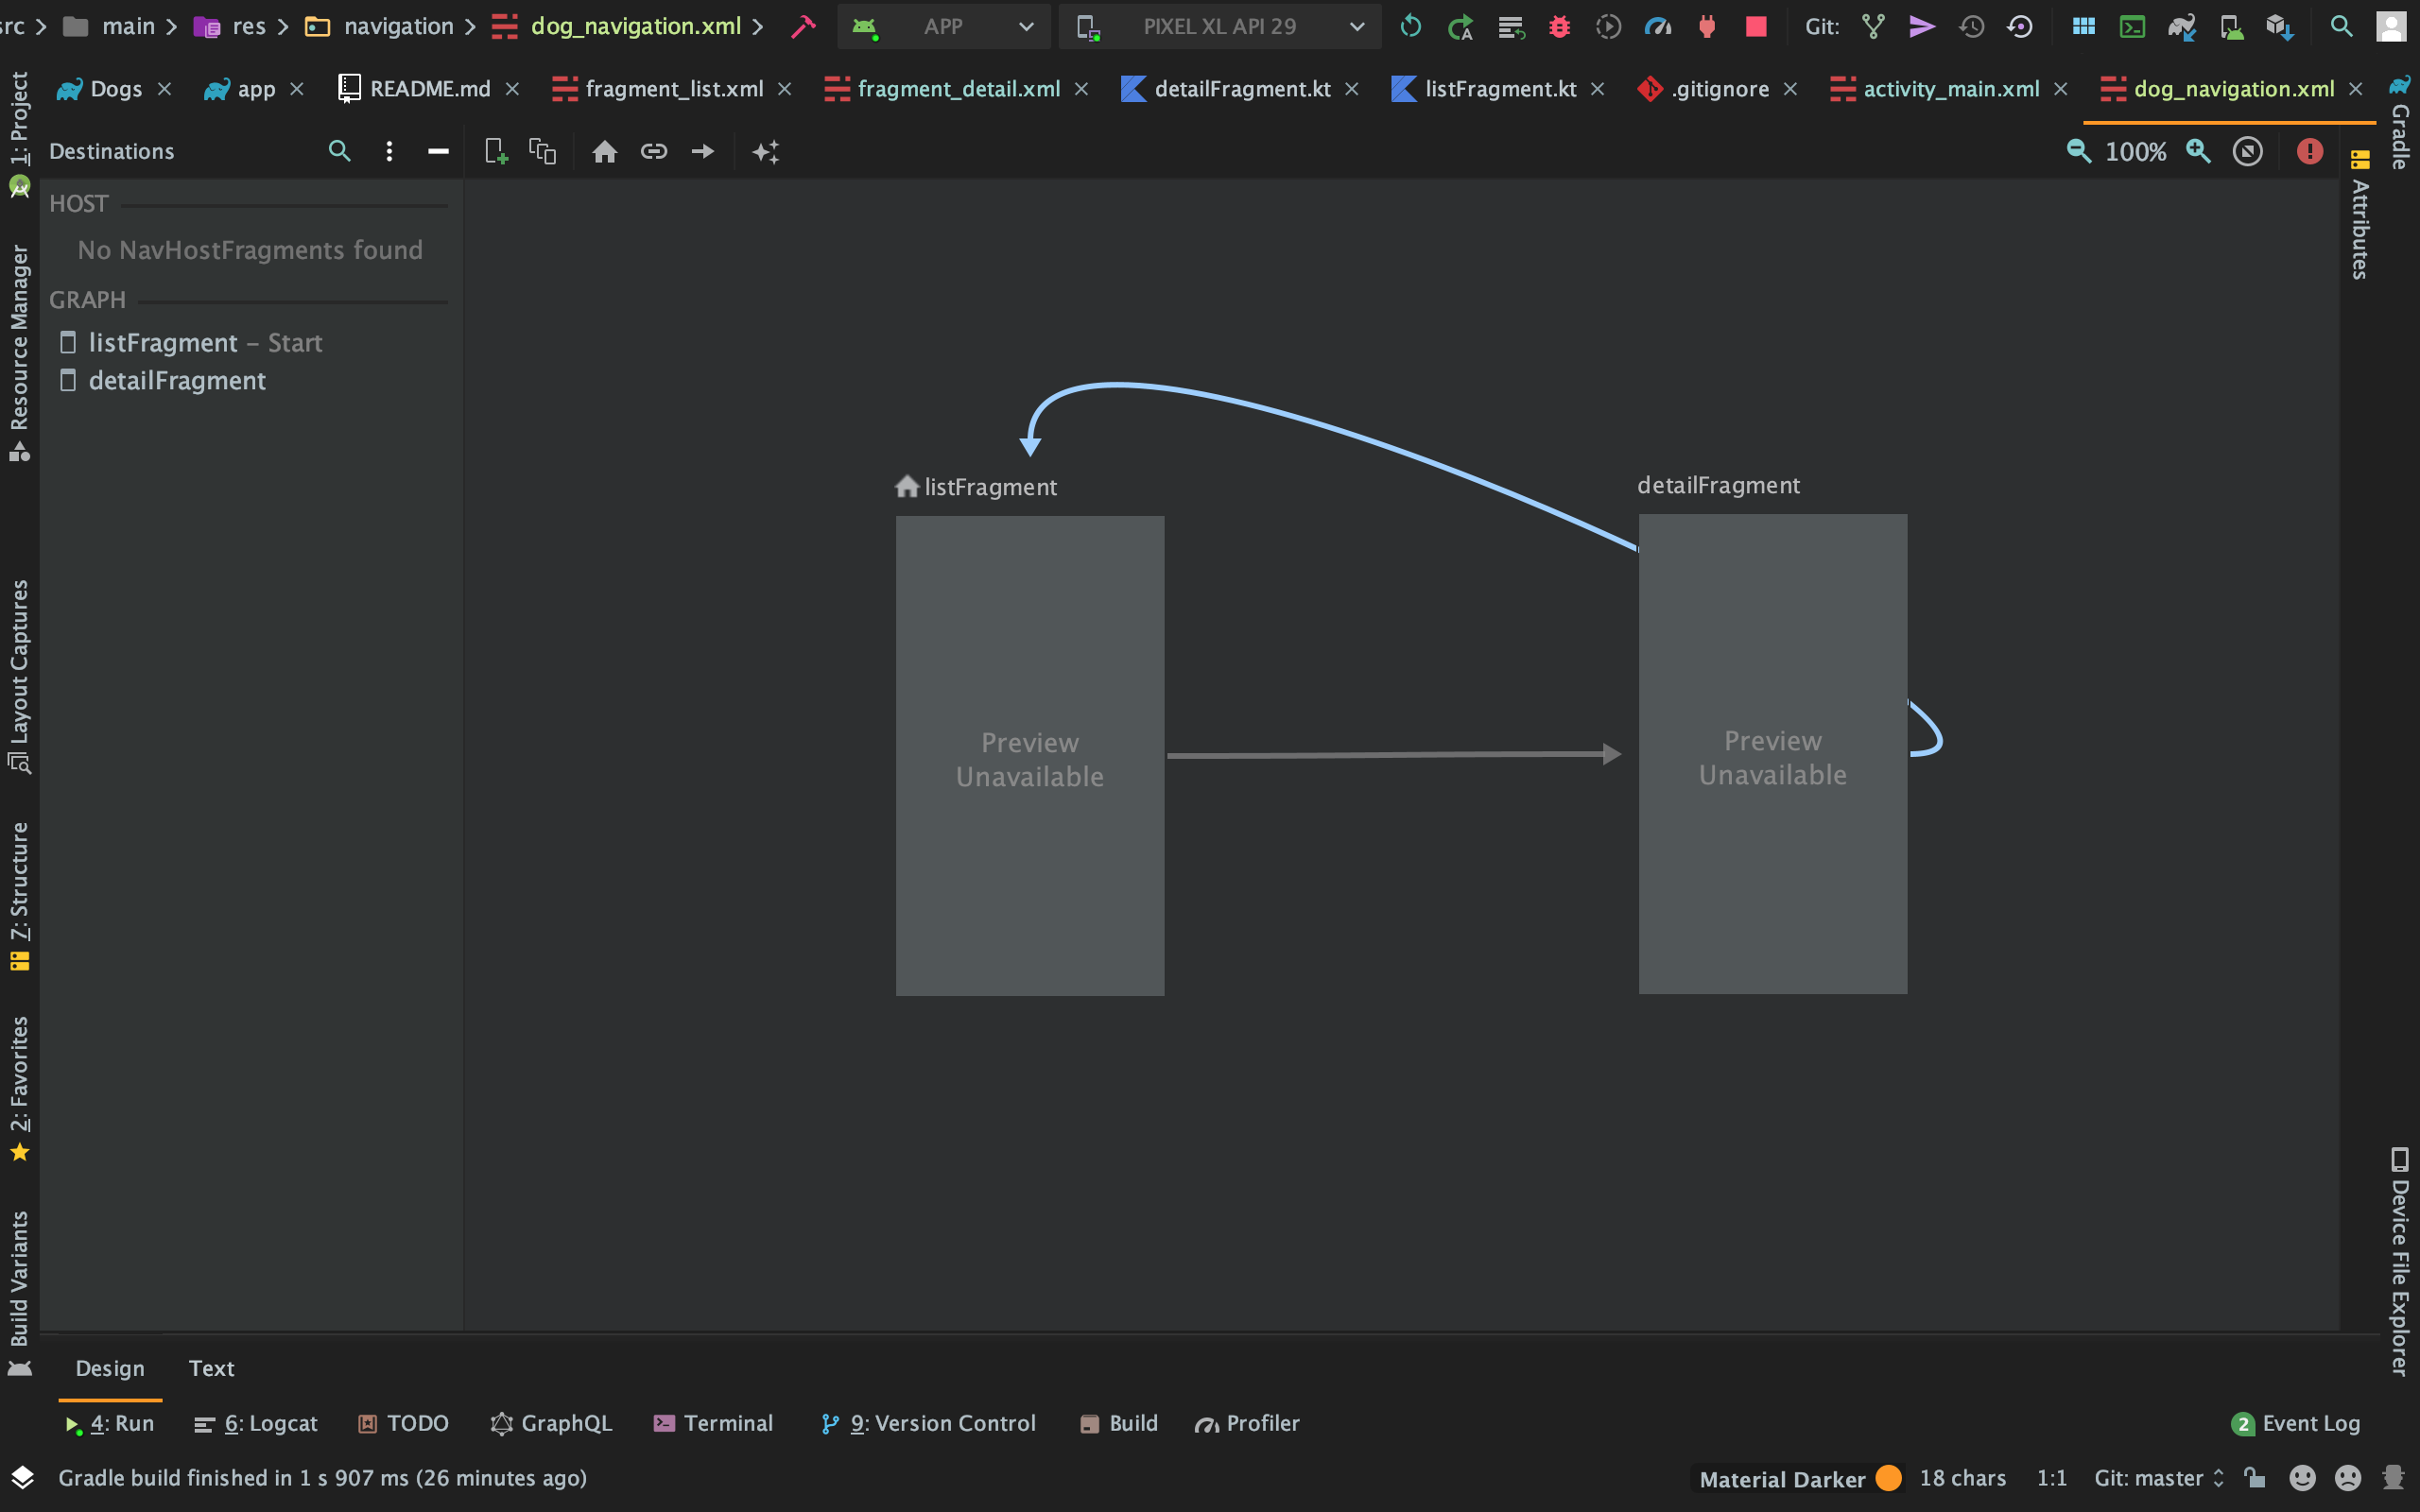 src
main
res
navigation
dog_navigation.xml
APP
PIXEL XL API 29
Git:
Dogs
app
README.md
fragment_list.xml
fragment_detail.xml
detailFragment.kt
listFragment.kt
.gitignore
activity_main.xml
dog_navigation.xml
1: Project
Resource Manager
Layout Captures
7: Structure
2: Favorites
Build Variants
Destinations
100%
HOST
No NavHostFragments found
GRAPH
listFragment – Start
detailFragment
listFragment
Preview
Unavailable
detailFragment
Preview
Unavailable
Gradle
Attributes
Device File Explorer
Design
Text
4: Run
6: Logcat
TODO
GraphQL
Terminal
9: Version Control
Build
Profiler
2 Event Log
Gradle build finished in 1 s 907 ms (26 minutes ago)
Material Darker
18 chars
1:1
Git: master